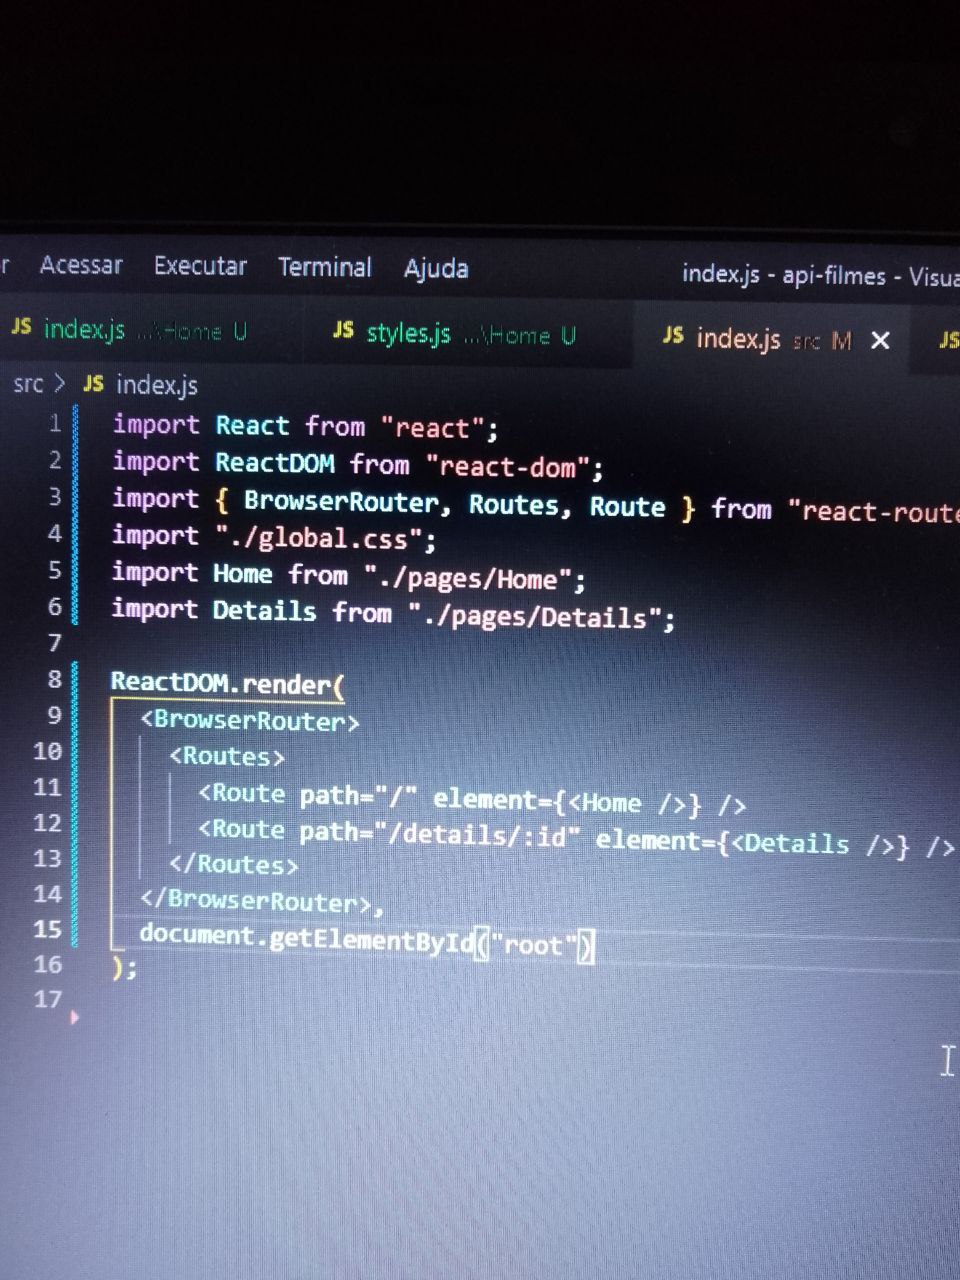 Acessar Executar Terminal Ajuda index.js - api-filmes -
JS index.js ...\Home U JS styles.js ...\Home U JS index.js src M × JS
src > JS index.js
1 import React from "react";
2 import ReactDOM from "react-dom";
3 import { BrowserRouter, Routes, Route } from
4 import "./global.css";
5 import Home from "./pages/Home";
6 import Details from "./pages/Details";
7
8 ReactDOM.render(
9 <BrowserRouter>
10 <Routes>
11 <Route path="/" element={<Home />} />
12 <Route path="/details/:id" element={<Details />} />
13 </Routes>
14 </BrowserRouter>,
15 document.getElementById("root")
16 );
17